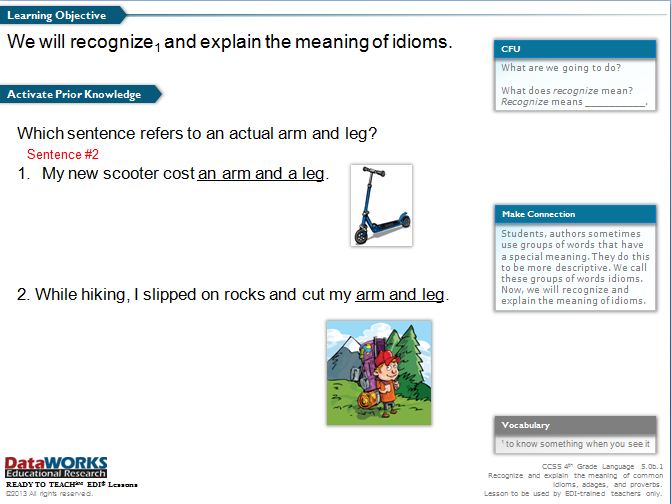 Learning Objective
We will recognize1 and explain the meaning of idioms.
CFU
What are we going to do?
What does recognize mean?
Recognize means ___________.
Activate Prior Knowledge
Which sentence refers to an actual arm and leg?
Sentence #2
1. My new scooter cost an arm and a leg.
Make Connection
Students, authors sometimes
use groups of words that have
a special meaning. They do this
to be more descriptive. We call
these groups of words idioms.
Now, we will recognize and
explain the meaning of idioms.
2. While hiking, I slipped on rocks and cut my arm and leg.
Vocabulary
1 to know something when you see it
DataWORKS
Educational Research
READY TO TEACH℠ EDI® Lessons
©2013 All rights reserved.
CCSS 4th Grade Language 5.0b.1
Recognize and explain the meaning of common
idioms, adages, and proverbs.
Lesson to be used by EDI-trained teachers only.